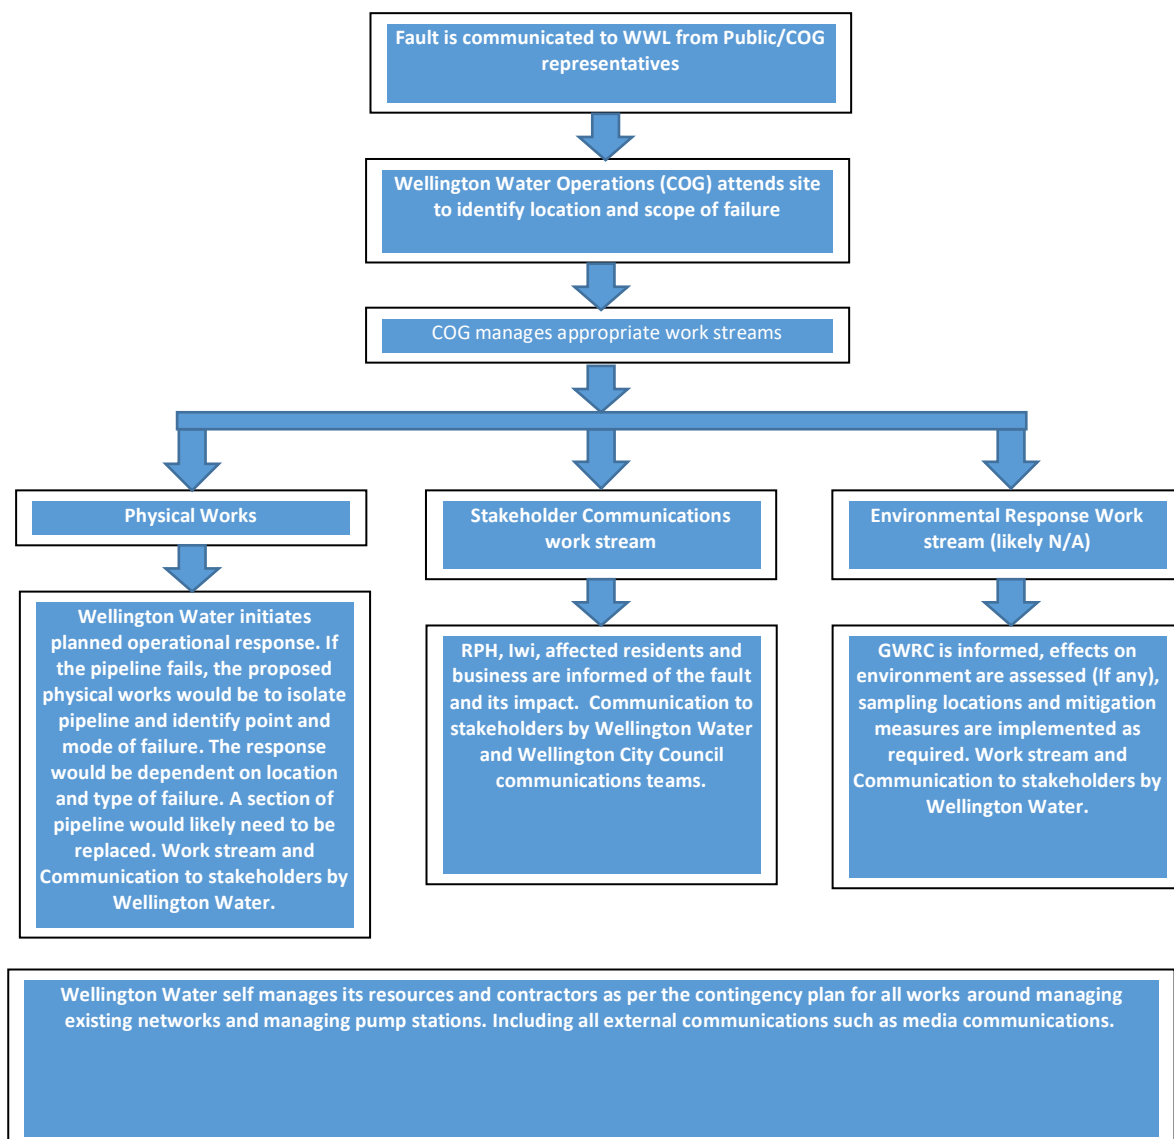 Fault is communicated to WWL from Public/COG
representatives
Wellington Water Operations (COG) attends site
to identify location and scope of failure
COG manages appropriate work streams
Physical Works
Stakeholder Communications
work stream
Environmental Response Work
stream (likely N/A)
Wellington Water initiates
planned operational response. If
the pipeline fails, the proposed
physical works would be to isolate
pipeline and identify point and
mode of failure. The response
would be dependent on location
and type of failure. A section of
pipeline would likely need to be
replaced. Work stream and
Communication to stakeholders by
Wellington Water.
RPH, Iwi, affected residents and
business are informed of the fault
and its impact.  Communication to
stakeholders by Wellington Water
and Wellington City Council
communications teams.
GWRC is informed, effects on
environment are assessed (If any),
sampling locations and mitigation
measures are implemented as
required. Work stream and
Communication to stakeholders by
Wellington Water.
Wellington Water self manages its resources and contractors as per the contingency plan for all works around managing
existing networks and managing pump stations. Including all external communications such as media communications.